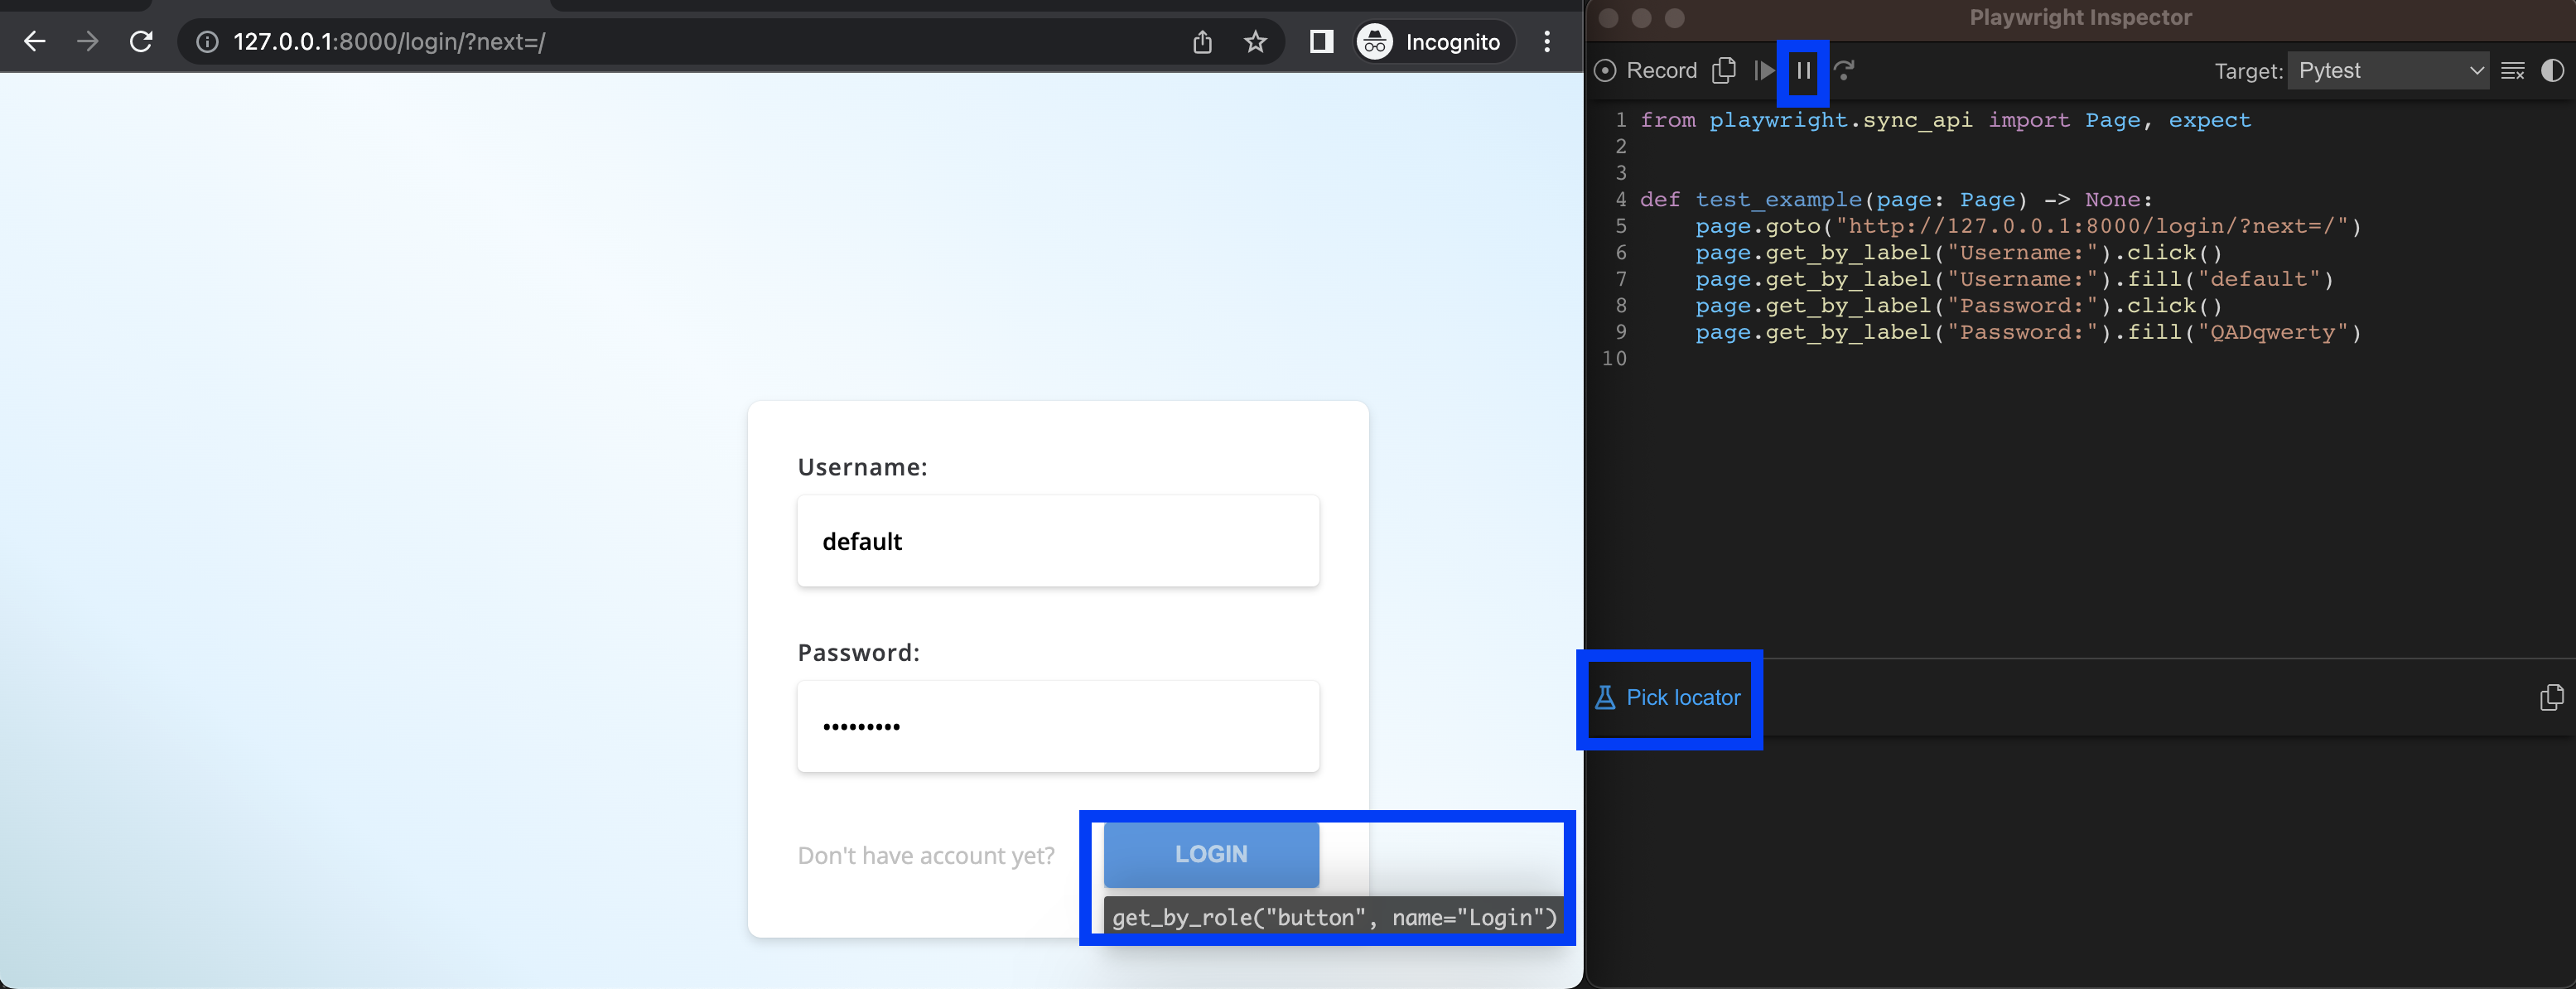 127.0.0.1:8000/login/?next=/
Incognito
Username:
default
Password:
•••••••••
Don't have account yet?
LOGIN
get_by_role("button", name="Login")
Playwright Inspector
Record
Target: Pytest
1 from playwright.sync_api import Page, expect
2
3
4 def test_example(page: Page) -> None:
5     page.goto("http://127.0.0.1:8000/login/?next=/")
6     page.get_by_label("Username:").click()
7     page.get_by_label("Username:").fill("default")
8     page.get_by_label("Password:").click()
9     page.get_by_label("Password:").fill("QADqwerty")
10
Pick locator